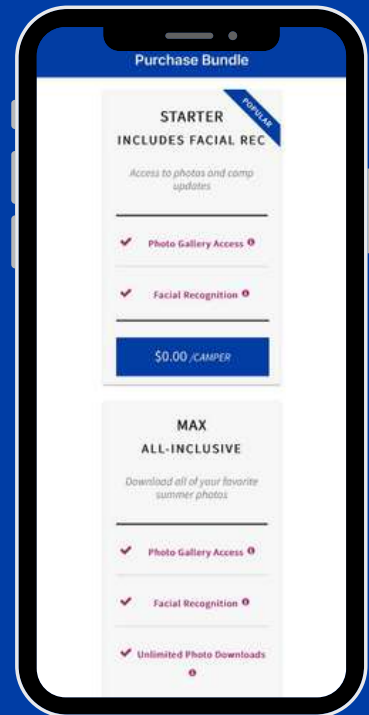 Purchase Bundle
POPULAR
STARTER
INCLUDES FACIAL REC
Access to photos and camp
updates
Photo Gallery Access
Facial Recognition
$0.00 /CAMPER
MAX
ALL-INCLUSIVE
Download all of your favorite
summer photos
Photo Gallery Access
Facial Recognition
Unlimited Photo Downloads